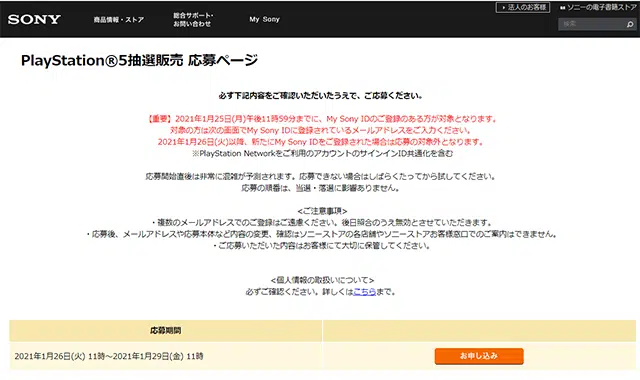 法人のお客様 ソニーの電子書籍ストア
SONY 商品情報・ストア 総合サポート・ My Sony 検索
お問い合わせ
PlayStation®5抽選販売 応募ページ
必ず下記内容をご確認いただいたうえで、ご応募ください。
【重要】2021年1月25日(月)午後11時59分までに、My Sony IDのご登録のある方が対象となります。
対象の方は次の画面でMy Sony IDに登録されているメールアドレスをご入力ください。
2021年1月26日(火)以降、新たにMy Sony IDをご登録された場合は応募の対象外となります。
※PlayStation Networkをご利用のアカウントのサインインID共通化を含む
応募開始直後は非常に混雑が予測されます。応募できない場合はしばらくたってから試してください。
応募の順番は、当選・落選に影響ありません。
<ご注意事項>
・複数のメールアドレスでのご登録はご遠慮ください。後日照合のうえ無効とさせていただきます。
・応募後、メールアドレスや応募本体など内容の変更、確認はソニーストアの各店舗やソニーストアお客様窓口でのご案内はできません。
・ご応募いただいた内容はお客様にて大切に保管してください。
<個人情報の取扱いについて>
必ずご確認ください。詳しくはこちらまで。
応募期間
2021年1月26日(火) 11時～2021年1月29日(金) 11時 お申し込み